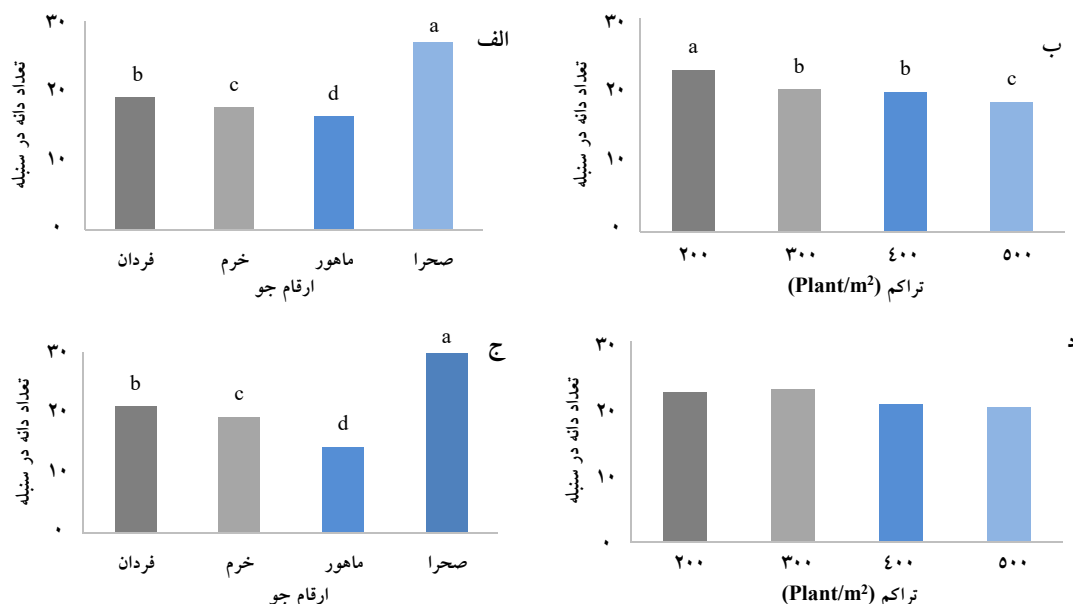 الف
تعداد دانه در سنبله
۳۰
۲۰
۱۰
۰
b
c
d
a
فردان
خرم
ماهور
صحرا
ارقام جو
ب
تعداد دانه در سنبله
۳۰
۲۰
۱۰
۰
a
b
b
c
۲۰۰
۳۰۰
٤۰۰
۵۰۰
تراکم (Plant/m²)
ج
تعداد دانه در سنبله
۳۰
۲۰
۱۰
۰
b
c
d
a
فردان
خرم
ماهور
صحرا
ارقام جو
تعداد دانه در سنبله
۳۰
۲۰
۱۰
۰
۲۰۰
۳۰۰
٤۰۰
۵۰۰
تراکم (Plant/m²)